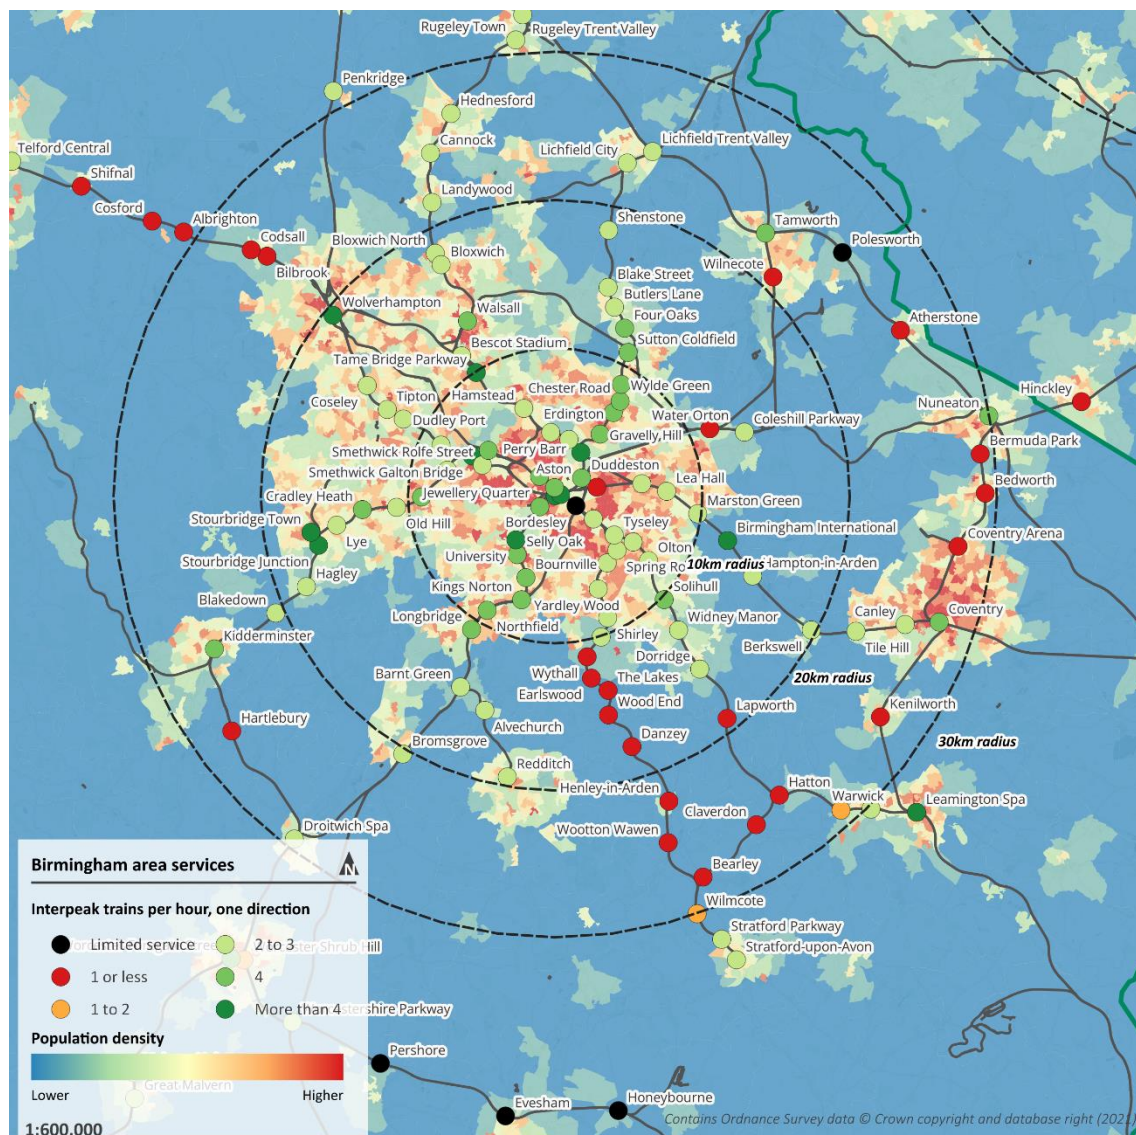 Rugeley Town
Rugeley Trent Valley
Penkridge
Hednesford
Cannock
Lichfield Trent Valley
Lichfield City
Telford Central
Shifnal
Landywood
Cosford
Albrighton
Shenstone
Tamworth
Codsall
Bloxwich North
Bloxwich
Polesworth
Wilnecote
Bilbrook
Blake Street
Butlers Lane
Wolverhampton
Walsall
Four Oaks
Atherstone
Bescot Stadium
Sutton Coldfield
Tame Bridge Parkway
Chester Road
Wylde Green
Hinckley
Coseley
Tipton
Hamstead
Nuneaton
Dudley Port
Erdington
Water Orton
Coleshill Parkway
Gravelly Hill
Bermuda Park
Smethwick Rolfe Street
Perry Barr
Smethwick Galton Bridge
Aston
Duddeston
Lea Hall
Bedworth
Cradley Heath
Jewellery Quarter
Marston Green
Stourbridge Town
Old Hill
Bordesley
Tyseley
Birmingham International
Coventry Arena
Lye
Selly Oak
Olton
University
Bournville
Spring Ro
10km radius
Hampton-in-Arden
Stourbridge Junction
Hagley
Kings Norton
Solihull
Blakedown
Yardley Wood
Canley
Coventry
Longbridge
Northfield
Widney Manor
Kidderminster
Shirley
Berkswell
Tile Hill
Dorridge
Barnt Green
Wythall
The Lakes
20km radius
Earlswood
Wood End
Hartlebury
Alvechurch
Lapworth
Kenilworth
Danzey
Bromsgrove
30km radius
Redditch
Henley-in-Arden
Hatton
Warwick
Leamington Spa
Claverdon
Droitwich Spa
Wootton Wawen
Bearley
Wilmcote
Stratford Parkway
Stratford-upon-Avon
Birmingham area services
N
Interpeak trains per hour, one direction
Limited service
2 to 3
1 or less
4
1 to 2
More than 4
Population density
Lower
Higher
1:600,000
Shrub Hill
Pershore
Great Malvern
Evesham
Honeybourne
Contains Ordnance Survey data © Crown copyright and database right (2021)